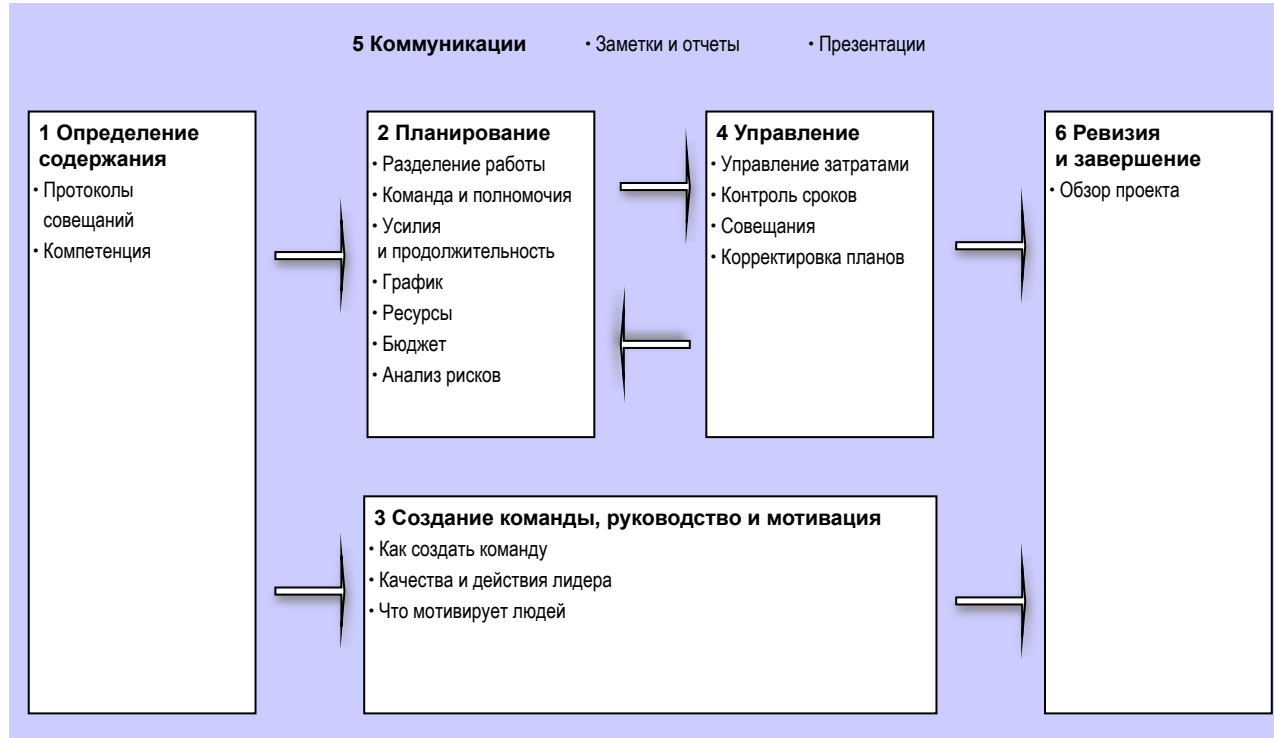 5 Коммуникации • Заметки и отчеты • Презентации
1 Определение
содержания
• Протоколы
совещаний
• Компетенция
2 Планирование
• Разделение работы
• Команда и полномочия
• Усилия
и продолжительность
• График
• Ресурсы
• Бюджет
• Анализ рисков
4 Управление
• Управление затратами
• Контроль сроков
• Совещания
• Корректировка планов
6 Ревизия
и завершение
• Обзор проекта
3 Создание команды, руководство и мотивация
• Как создать команду
• Качества и действия лидера
• Что мотивирует людей